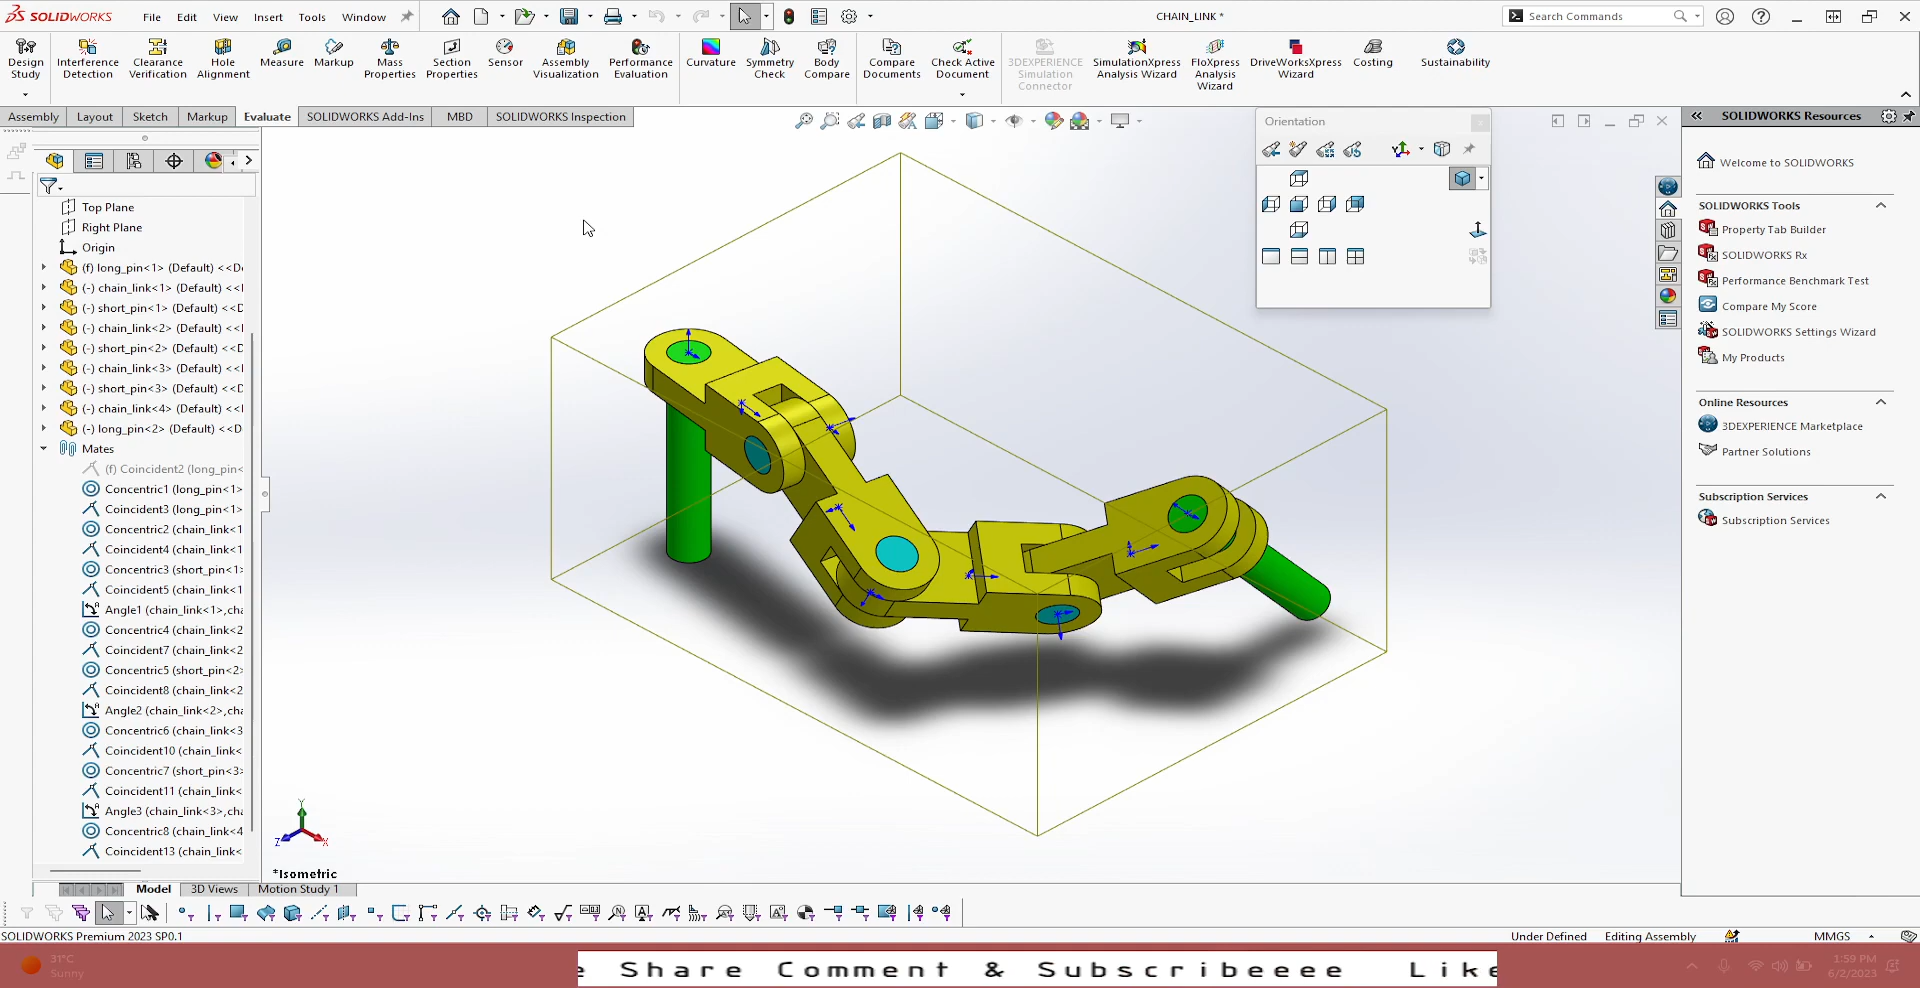 SOLIDWORKS File Edit View Insert Tools Window CHAIN_LINK * Search Commands
Design Study
Interference Detection
Clearance Verification
Hole Alignment
Measure
Markup
Mass Properties
Section Properties
Sensor
Assembly Visualization
Performance Evaluation
Curvature
Symmetry Check
Body Compare
Compare Documents
Check Active Document
3DEXPERIENCE Simulation Connector
SimulationXpress Analysis Wizard
FloXpress Analysis Wizard
DriveWorksXpress Wizard
Costing
Sustainability
Assembly Layout Sketch Markup Evaluate SOLIDWORKS Add-Ins MBD SOLIDWORKS Inspection
Top Plane
Right Plane
Origin
(f) long_pin<1> (Default) <<D
(-) chain_link<1> (Default) <<
(-) short_pin<1> (Default) <<D
(-) chain_link<2> (Default) <<
(-) short_pin<2> (Default) <<D
(-) chain_link<3> (Default) <<
(-) short_pin<3> (Default) <<D
(-) chain_link<4> (Default) <<
(-) long_pin<2> (Default) <<D
Mates
(f) Coincident2 (long_pin<
Concentric1 (long_pin<1>
Coincident3 (long_pin<1>
Concentric2 (chain_link<1
Coincident4 (chain_link<1
Concentric3 (short_pin<1>
Coincident5 (chain_link<1
Angle1 (chain_link<1>,cha
Concentric4 (chain_link<2
Coincident7 (chain_link<2
Concentric5 (short_pin<2>
Coincident8 (chain_link<2
Angle2 (chain_link<2>,cha
Concentric6 (chain_link<3
Coincident10 (chain_link<
Concentric7 (short_pin<3>
Coincident11 (chain_link<
Angle3 (chain_link<3>,cha
Concentric8 (chain_link<4
Coincident13 (chain_link<
Orientation
Y
Z
X
*Isometric
SOLIDWORKS Resources
Welcome to SOLIDWORKS
SOLIDWORKS Tools
Property Tab Builder
SOLIDWORKS Rx
Performance Benchmark Test
Compare My Score
SOLIDWORKS Settings Wizard
My Products
Online Resources
3DEXPERIENCE Marketplace
Partner Solutions
Subscription Services
Subscription Services
Model 3D Views Motion Study 1
SOLIDWORKS Premium 2023 SP0.1 Under Defined Editing Assembly MMGS
31°C
Sunny
e Share Comment & Subscribeeee Like
1:59 PM
6/2/2023